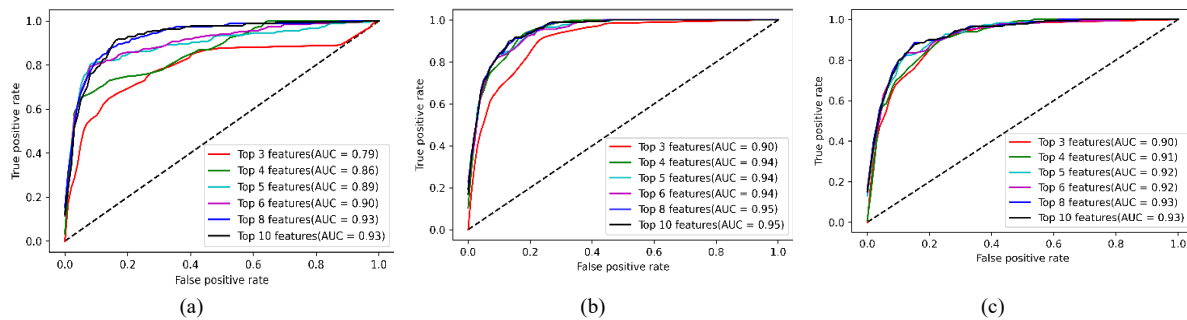 True positive rate
1.0
0.8
0.6
0.4
0.2
0.0
Top 3 features(AUC = 0.79)
Top 4 features(AUC = 0.86)
Top 5 features(AUC = 0.89)
Top 6 features(AUC = 0.90)
Top 8 features(AUC = 0.93)
Top 10 features(AUC = 0.93)
0.0 0.2 0.4 0.6 0.8 1.0
False positive rate
(a)
True positive rate
1.0
0.8
0.6
0.4
0.2
0.0
Top 3 features(AUC = 0.90)
Top 4 features(AUC = 0.94)
Top 5 features(AUC = 0.94)
Top 6 features(AUC = 0.94)
Top 8 features(AUC = 0.95)
Top 10 features(AUC = 0.95)
0.0 0.2 0.4 0.6 0.8 1.0
False positive rate
(b)
True positive rate
1.0
0.8
0.6
0.4
0.2
0.0
Top 3 features(AUC = 0.90)
Top 4 features(AUC = 0.91)
Top 5 features(AUC = 0.92)
Top 6 features(AUC = 0.92)
Top 8 features(AUC = 0.93)
Top 10 features(AUC = 0.93)
0.0 0.2 0.4 0.6 0.8 1.0
False positive rate
(c)